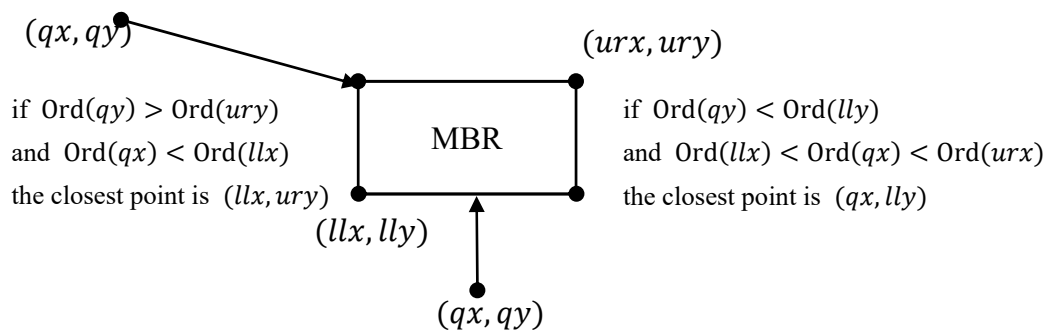 (qx, qy)
(urx, ury)
if Ord(qy) > Ord(ury)
and Ord(qx) < Ord(llx)
the closest point is (llx, ury)
MBR
if Ord(qy) < Ord(lly)
and Ord(llx) < Ord(qx) < Ord(urx)
the closest point is (qx, lly)
(llx, lly)
(qx, qy)